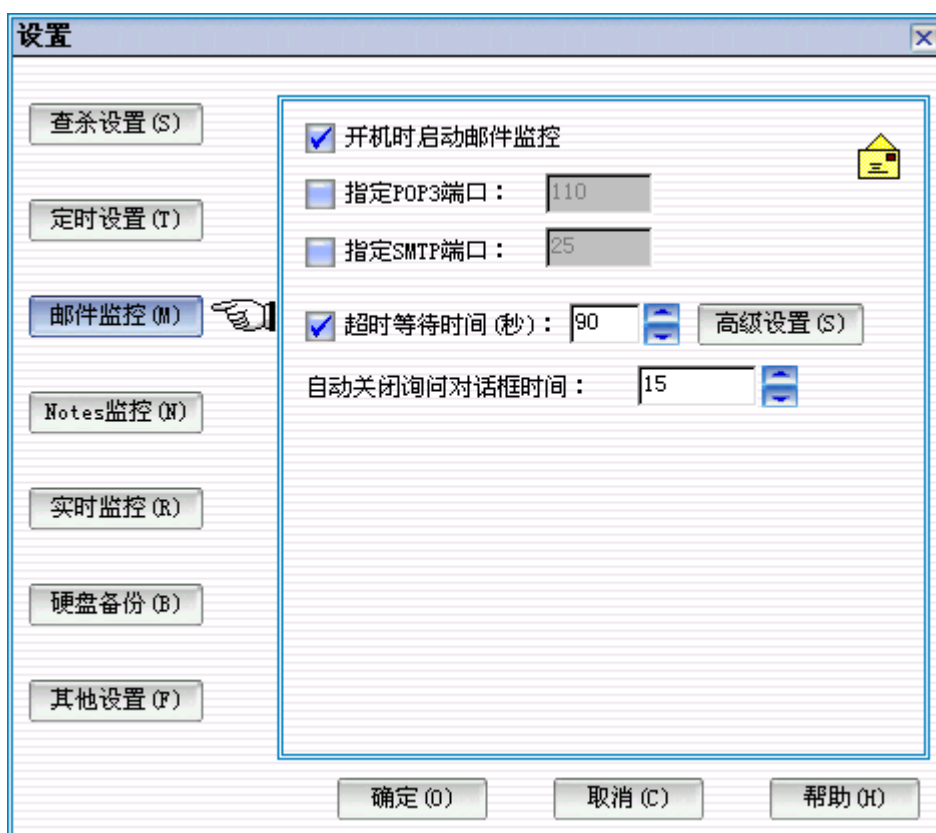 设置
查杀设置(S)
定时设置(T)
邮件监控(M)
Notes监控(N)
实时监控(R)
硬盘备份(B)
其他设置(F)
开机时启动邮件监控
指定POP3端口： 110
指定SMTP端口： 25
超时等待时间(秒)： 90 高级设置(S)
自动关闭询问对话框时间： 15
确定(O) 取消(C) 帮助(H)